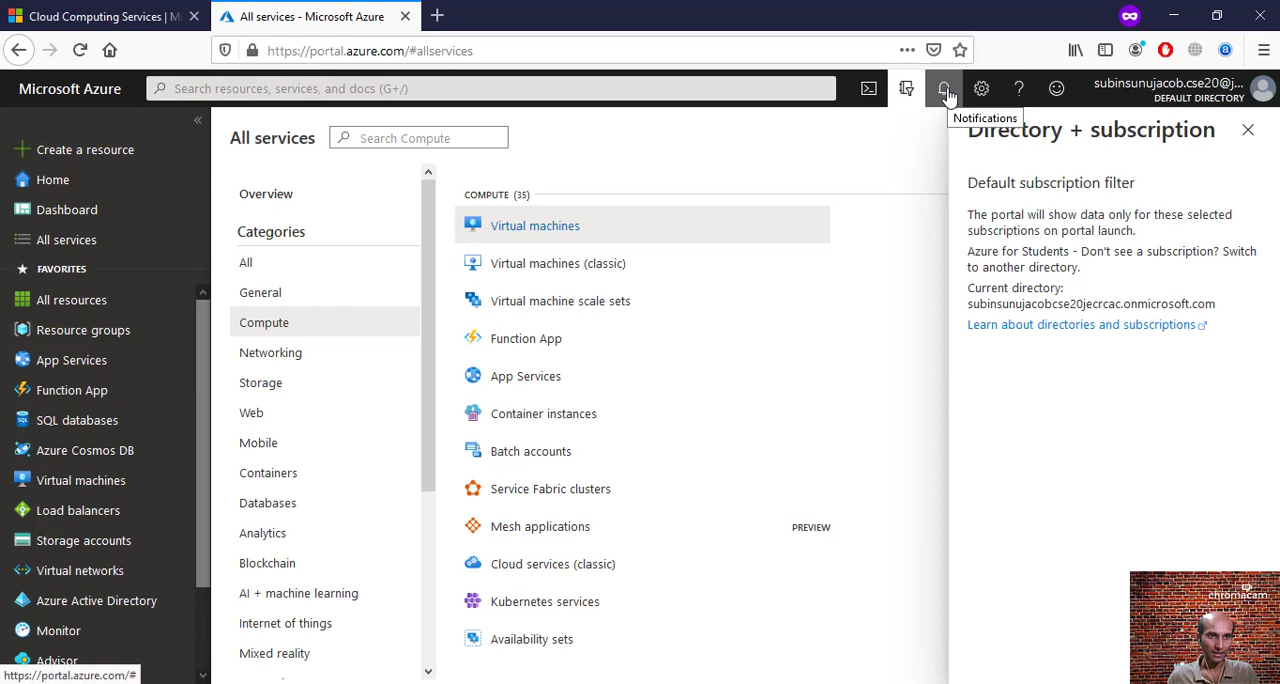 Cloud Computing Services | M
All services - Microsoft Azure
https://portal.azure.com/#allservices
Microsoft Azure
Search resources, services, and docs (G+/)
subinsunujacob.cse20@j...
DEFAULT DIRECTORY
Notifications
Create a resource
Home
Dashboard
All services
FAVORITES
All resources
Resource groups
App Services
Function App
SQL databases
Azure Cosmos DB
Virtual machines
Load balancers
Storage accounts
Virtual networks
Azure Active Directory
Monitor
Advisor
https://portal.azure.com/#
All services
Search Compute
Overview
Categories
All
General
Compute
Networking
Storage
Web
Mobile
Containers
Databases
Analytics
Blockchain
AI + machine learning
Internet of things
Mixed reality
COMPUTE (35)
Virtual machines
Virtual machines (classic)
Virtual machine scale sets
Function App
App Services
Container instances
Batch accounts
Service Fabric clusters
Mesh applications PREVIEW
Cloud services (classic)
Kubernetes services
Availability sets
Directory + subscription
Default subscription filter
The portal will show data only for these selected
subscriptions on portal launch.
Azure for Students - Don't see a subscription? Switch
to another directory.
Current directory:
subinsunujacobcse20jecrcac.onmicrosoft.com
Learn about directories and subscriptions
chromacam